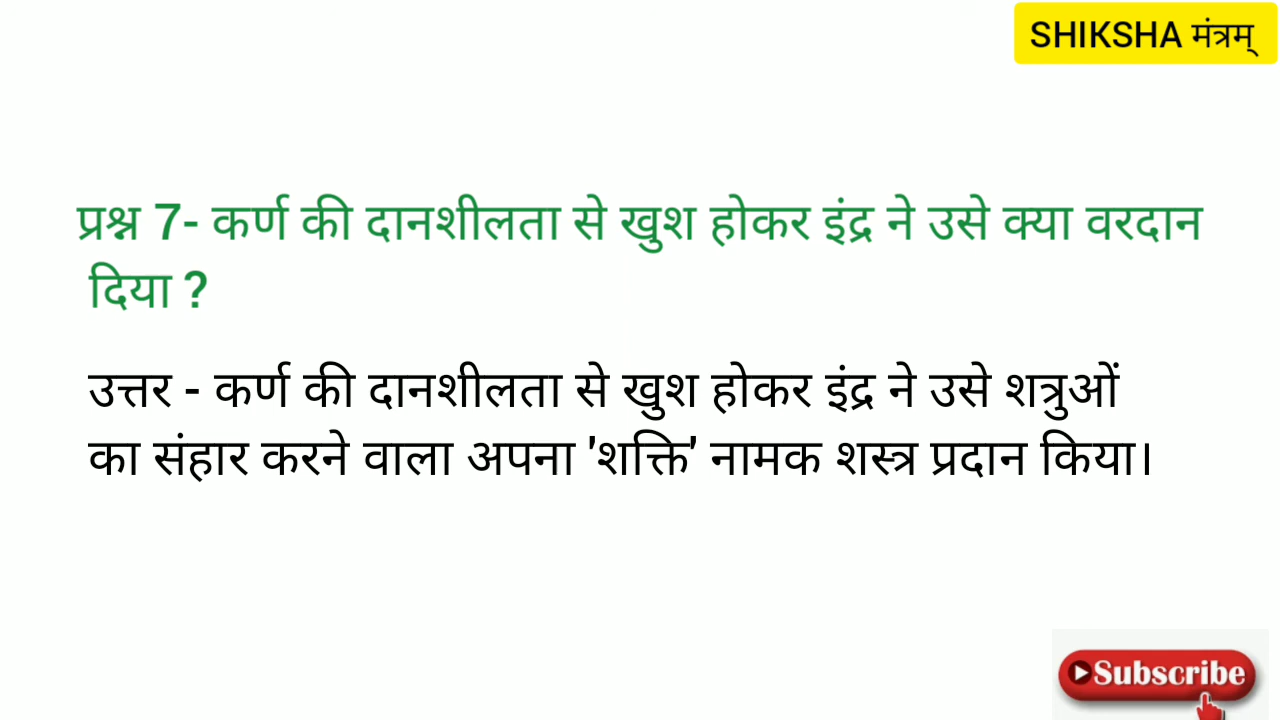 SHIKSHA मंत्रम्
प्रश्न 7- कर्ण की दानशीलता से खुश होकर इंद्र ने उसे क्या वरदान
दिया ?
उत्तर - कर्ण की दानशीलता से खुश होकर इंद्र ने उसे शत्रुओं
का संहार करने वाला अपना 'शक्ति' नामक शस्त्र प्रदान किया।
Subscribe